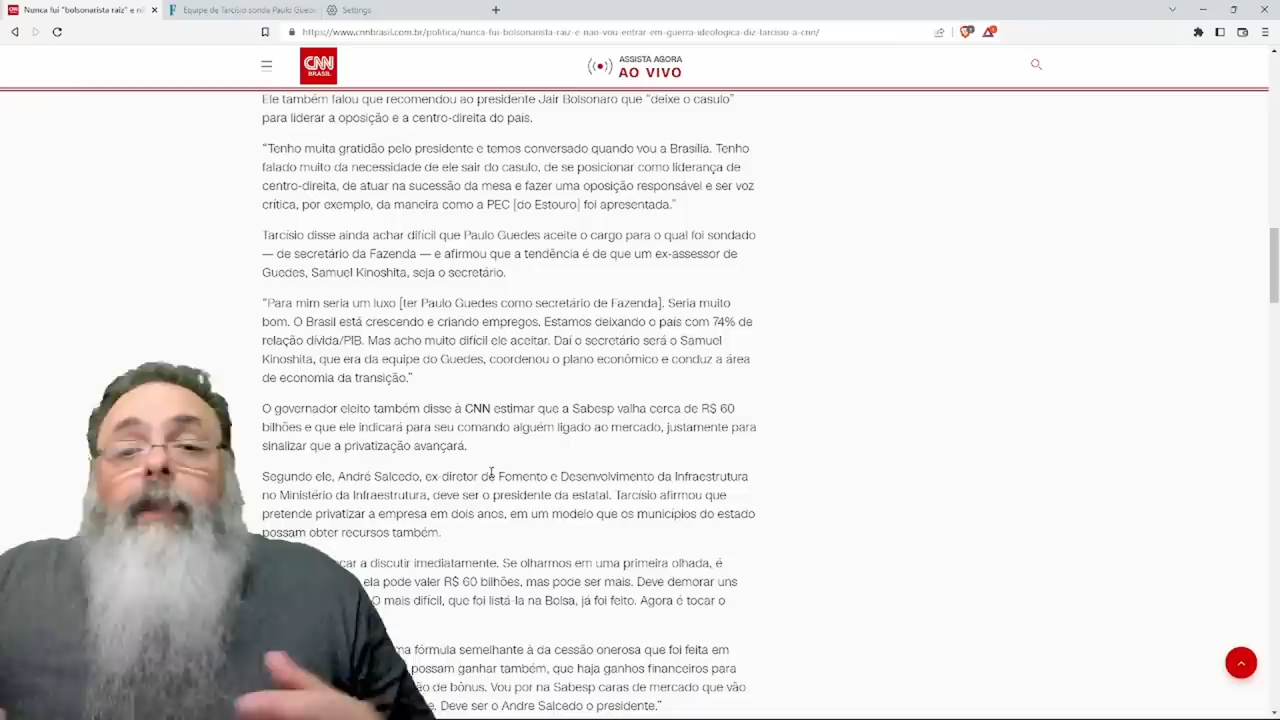 Nunca fui "bolsonarista raiz" e nã
Equipe de Tarcísio sonda Paulo Gued
Settings
https://www.cnnbrasil.com.br/politica/nunca-fui-bolsonarista-raiz-e-nao-vou-entrar-em-guerra-ideologica-diz-tarcisio-a-cnn/
CNN
BRASIL
ASSISTA AGORA
AO VIVO
Ele também falou que recomendou ao presidente Jair Bolsonaro que "deixe o casulo"
para liderar a oposição e a centro-direita do país.
"Tenho muita gratidão pelo presidente e temos conversado quando vou a Brasília. Tenho
falado muito da necessidade de ele sair do casulo, de se posicionar como liderança de
centro-direita, de atuar na sucessão da mesa e fazer uma oposição responsável e ser voz
crítica, por exemplo, da maneira como a PEC [do Estouro] foi apresentada."
Tarcísio disse ainda achar difícil que Paulo Guedes aceite o cargo para o qual foi sondado
— de secretário da Fazenda — e afirmou que a tendência é de que um ex-assessor de
Guedes, Samuel Kinoshita, seja o secretário.
"Para mim seria um luxo [ter Paulo Guedes como secretário de Fazenda]. Seria muito
bom. O Brasil está crescendo e criando empregos. Estamos deixando o país com 74% de
relação dívida/PIB. Mas acho muito difícil ele aceitar. Daí o secretário será o Samuel
Kinoshita, que era da equipe do Guedes, coordenou o plano econômico e conduz a área
de economia da transição."
O governador eleito também disse à CNN estimar que a Sabesp valha cerca de R$ 60
bilhões e que ele indicará para seu comando alguém ligado ao mercado, justamente para
sinalizar que a privatização avançará.
Segundo ele, André Salcedo, ex-diretor de Fomento e Desenvolvimento da Infraestrutura
no Ministério da Infraestrutura, deve ser o presidente da estatal. Tarcísio afirmou que
pretende privatizar a empresa em dois anos, em um modelo que os municípios do estado
possam obter recursos também.
car a discutir imediatamente. Se olharmos em uma primeira olhada, é
ela pode valer R$ 60 bilhões, mas pode ser mais. Deve demorar uns
O mais difícil, que foi listá-la na Bolsa, já foi feito. Agora é tocar o
ma fórmula semelhante à da cessão onerosa que foi feita em
possam ganhar também, que haja ganhos financeiros para
ão de bônus. Vou por na Sabesp caras de mercado que vão
e. Deve ser o Andre Salcedo o presidente."